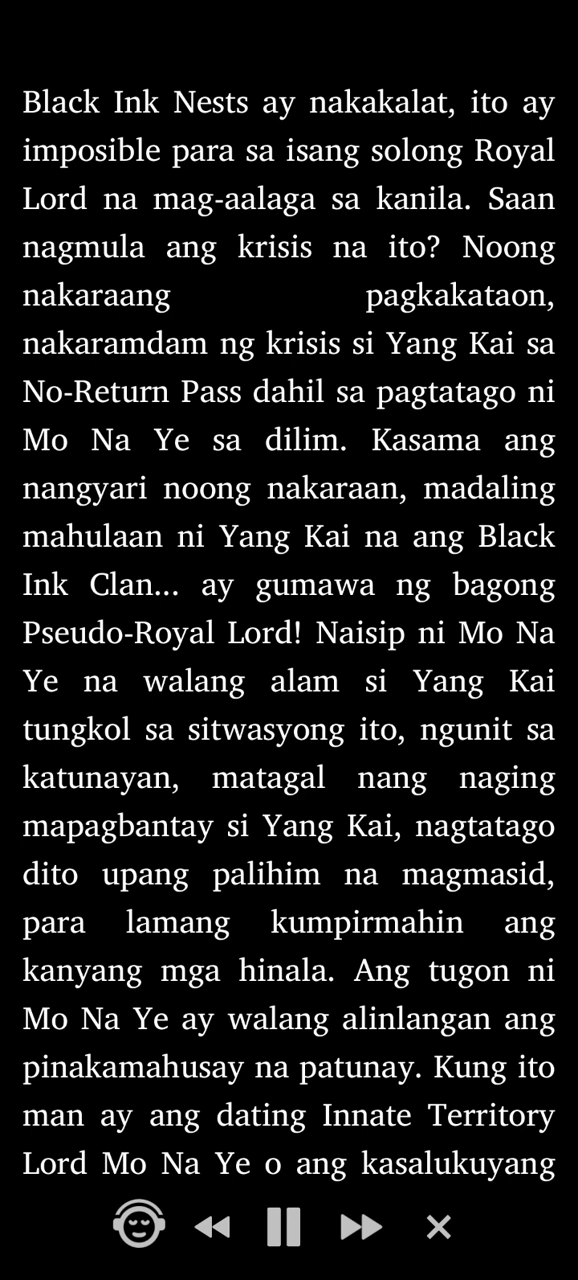 Black Ink Nests ay nakakalat, ito ay
imposible para sa isang solong Royal
Lord na mag-aalaga sa kanila. Saan
nagmula ang krisis na ito? Noong
nakaraang pagkakataon,
nakaramdam ng krisis si Yang Kai sa
No-Return Pass dahil sa pagtatago ni
Mo Na Ye sa dilim. Kasama ang
nangyari noong nakaraan, madaling
mahulaan ni Yang Kai na ang Black
Ink Clan... ay gumawa ng bagong
Pseudo-Royal Lord! Naisip ni Mo Na
Ye na walang alam si Yang Kai
tungkol sa sitwasyong ito, ngunit sa
katunayan, matagal nang naging
mapagbantay si Yang Kai, nagtatago
dito upang palihim na magmasid,
para lamang kumpirmahin ang
kanyang mga hinala. Ang tugon ni
Mo Na Ye ay walang alinlangan ang
pinakamahusay na patunay. Kung ito
man ay ang dating Innate Territory
Lord Mo Na Ye o ang kasalukuyang